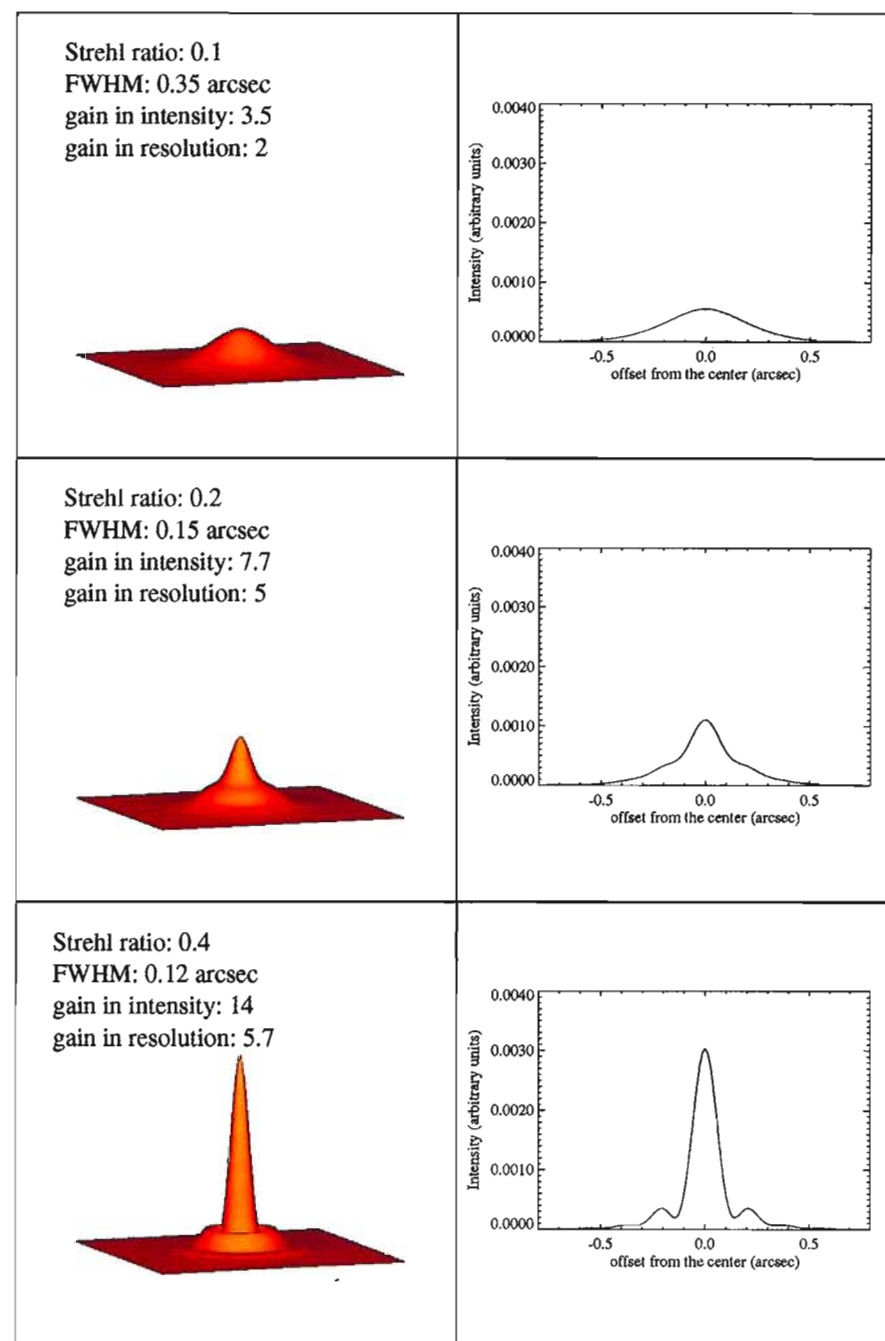 Strehl ratio: 0.1
FWHM: 0.35 arcsec
gain in intensity: 3.5
gain in resolution: 2
Intensity (arbitrary units)
0.0040
0.0030
0.0020
0.0010
0.0000
-0.5 0.0 0.5
offset from the center (arcsec)
Strehl ratio: 0.2
FWHM: 0.15 arcsec
gain in intensity: 7.7
gain in resolution: 5
Intensity (arbitrary units)
0.0040
0.0030
0.0020
0.0010
0.0000
-0.5 0.0 0.5
offset from the center (arcsec)
Strehl ratio: 0.4
FWHM: 0.12 arcsec
gain in intensity: 14
gain in resolution: 5.7
Intensity (arbitrary units)
0.0040
0.0030
0.0020
0.0010
0.0000
-0.5 0.0 0.5
offset from the center (arcsec)